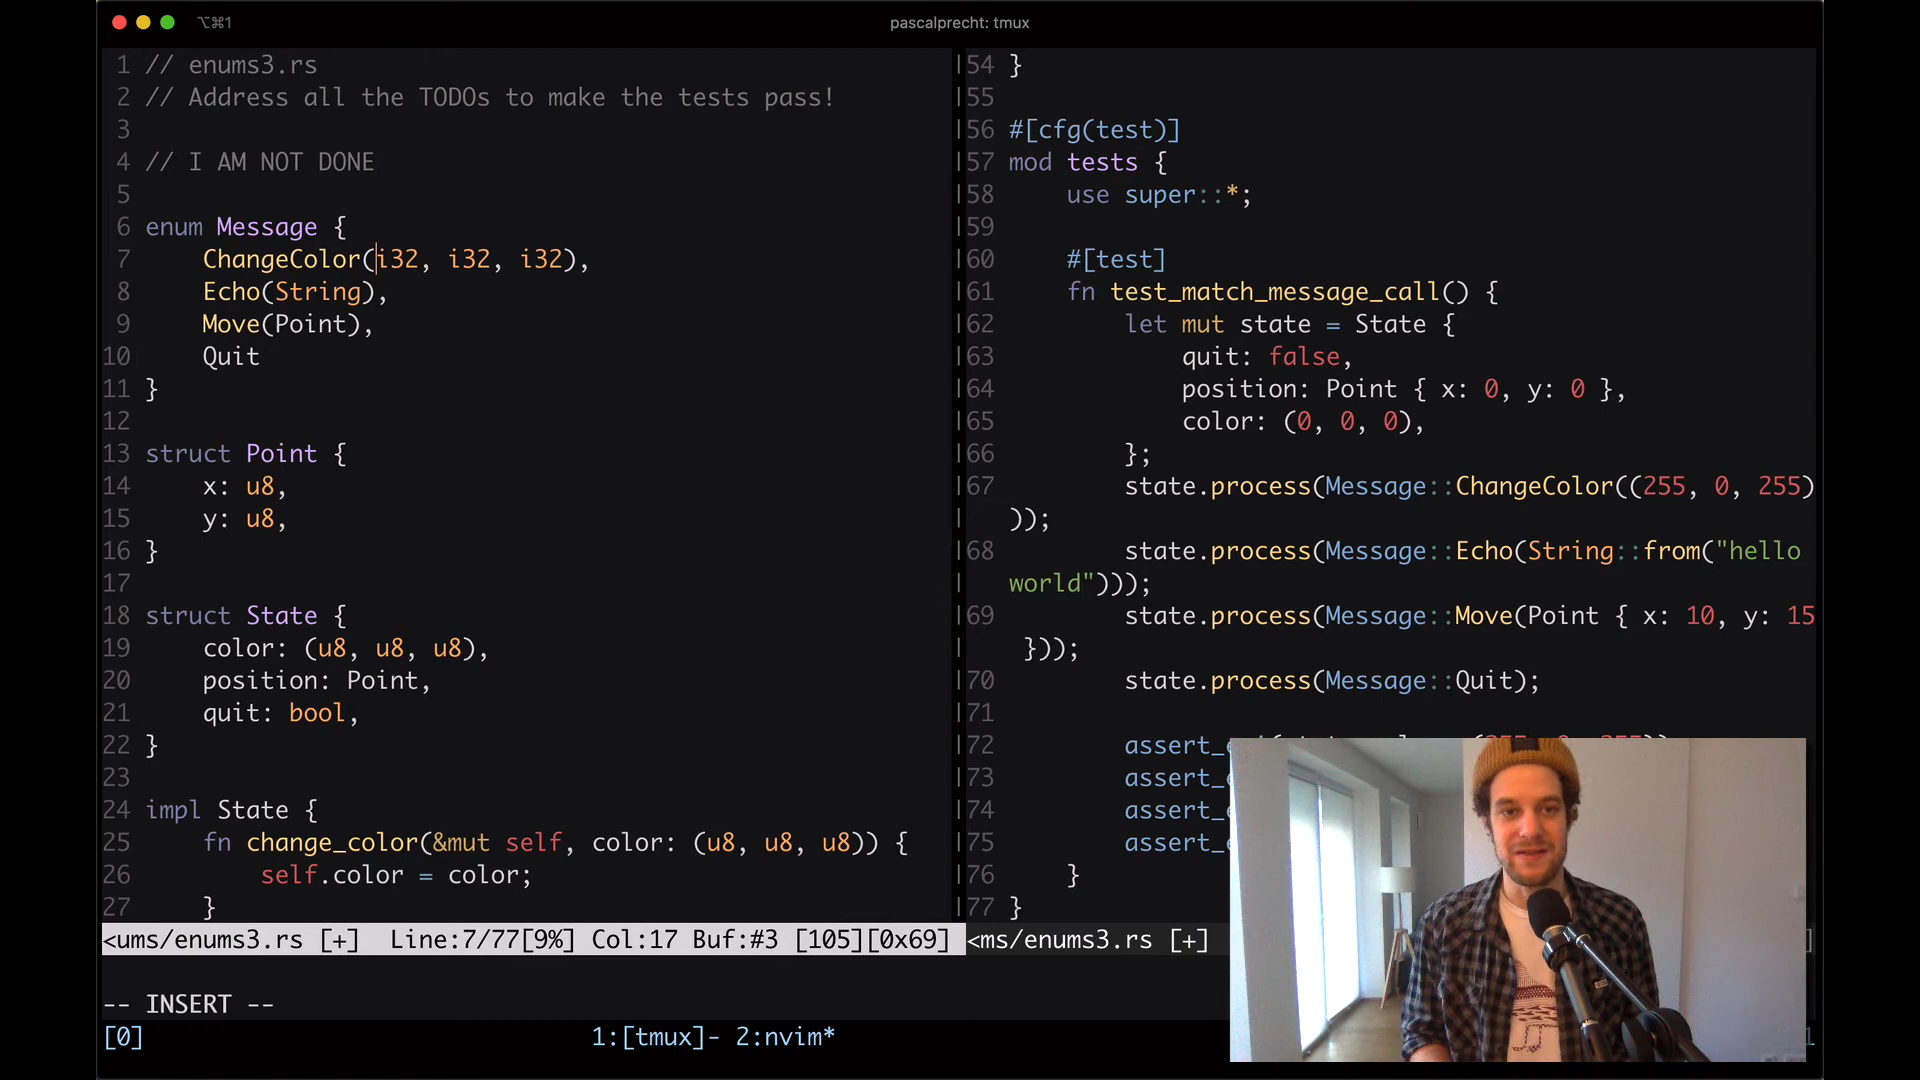 ⌥⌘1
pascalprecht: tmux
1 // enums3.rs
2 // Address all the TODOs to make the tests pass!
3
4 // I AM NOT DONE
5
6 enum Message {
7     ChangeColor(i32, i32, i32),
8     Echo(String),
9     Move(Point),
10     Quit
11 }
12
13 struct Point {
14     x: u8,
15     y: u8,
16 }
17
18 struct State {
19     color: (u8, u8, u8),
20     position: Point,
21     quit: bool,
22 }
23
24 impl State {
25     fn change_color(&mut self, color: (u8, u8, u8)) {
26         self.color = color;
27     }
<ums/enums3.rs [+]  Line:7/77[9%] Col:17 Buf:#3 [105][0x69]
54 }
55
56 #[cfg(test)]
57 mod tests {
58     use super::*;
59
60     #[test]
61     fn test_match_message_call() {
62         let mut state = State {
63             quit: false,
64             position: Point { x: 0, y: 0 },
65             color: (0, 0, 0),
66         };
67         state.process(Message::ChangeColor((255, 0, 255)
));
68         state.process(Message::Echo(String::from("hello
world")));
69         state.process(Message::Move(Point { x: 10, y: 15
 }));
70         state.process(Message::Quit);
71
72         assert_
73         assert_
74         assert_
75         assert_
76     }
77 }
<ms/enums3.rs [+]
-- INSERT --
[0] 1:[tmux]- 2:nvim*